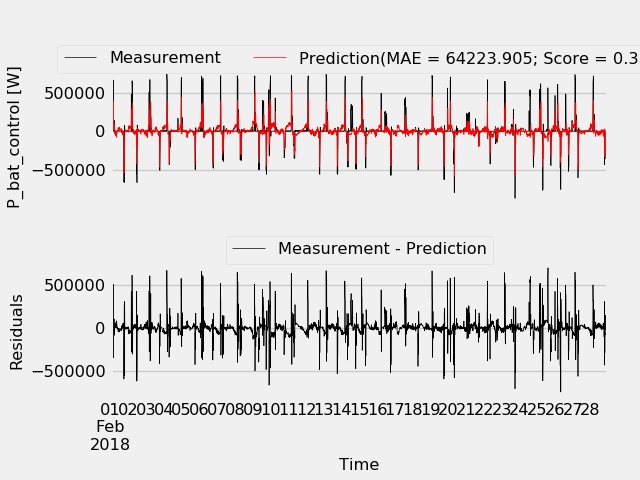 Measurement Prediction(MAE = 64223.905; Score = 0.3
P_bat_control [W]
500000
0
−500000
Measurement - Prediction
Residuals
500000
0
−500000
01020304050607080910111213141516171819202122232425262728
Feb
2018
Time